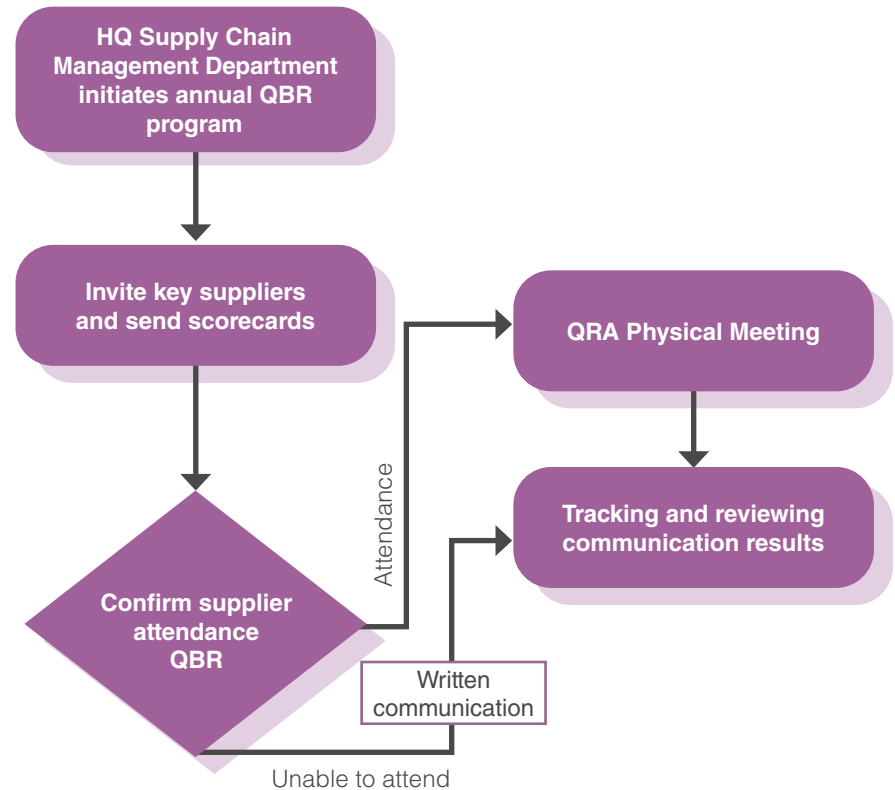 HQ Supply Chain
Management Department
initiates annual QBR
program
Invite key suppliers
and send scorecards
QRA Physical Meeting
Attendance
Tracking and reviewing
communication results
Confirm supplier
attendance
QBR
Written
communication
Unable to attend